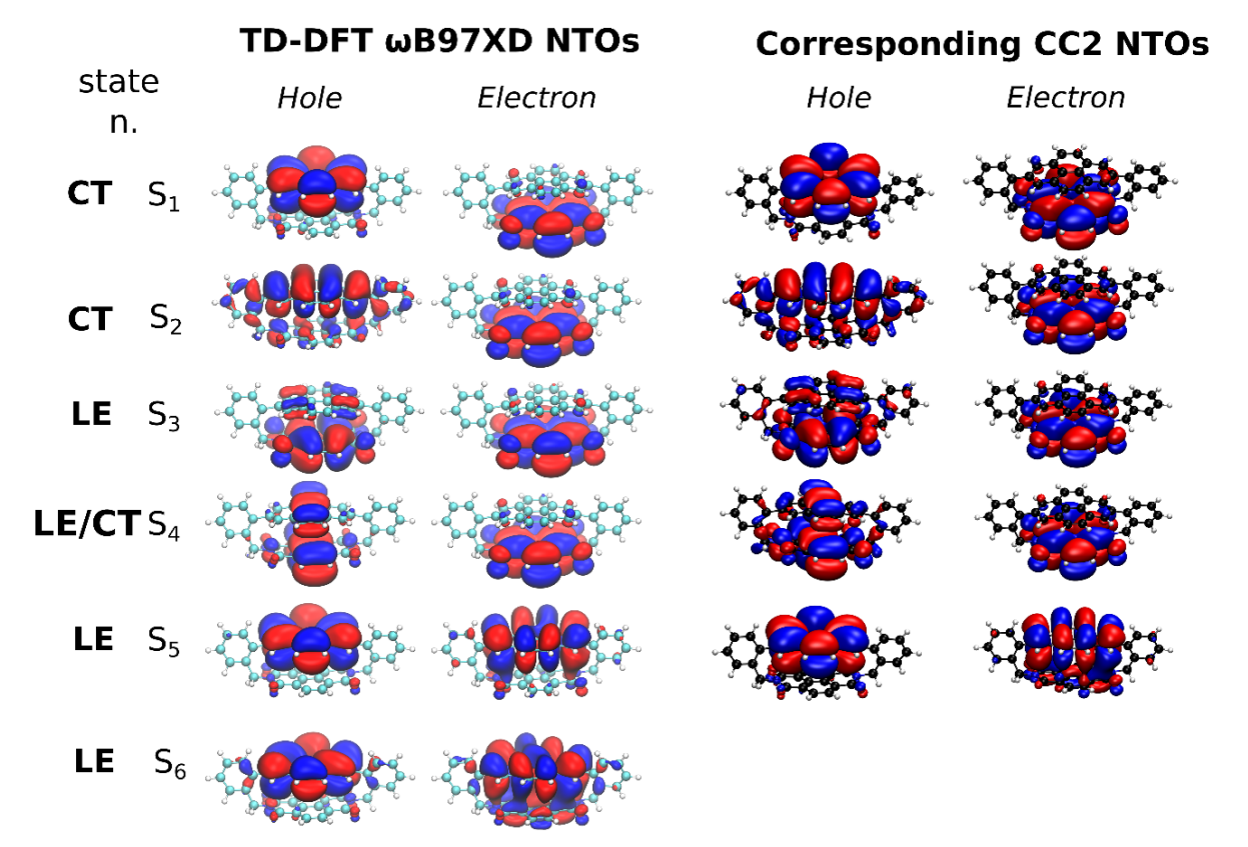 TD-DFT ωB97XD NTOs
Corresponding CC2 NTOs
state
n.
Hole
Electron
Hole
Electron
CT S₁
CT S₂
LE S₃
LE/CT S₄
LE S₅
LE S₆